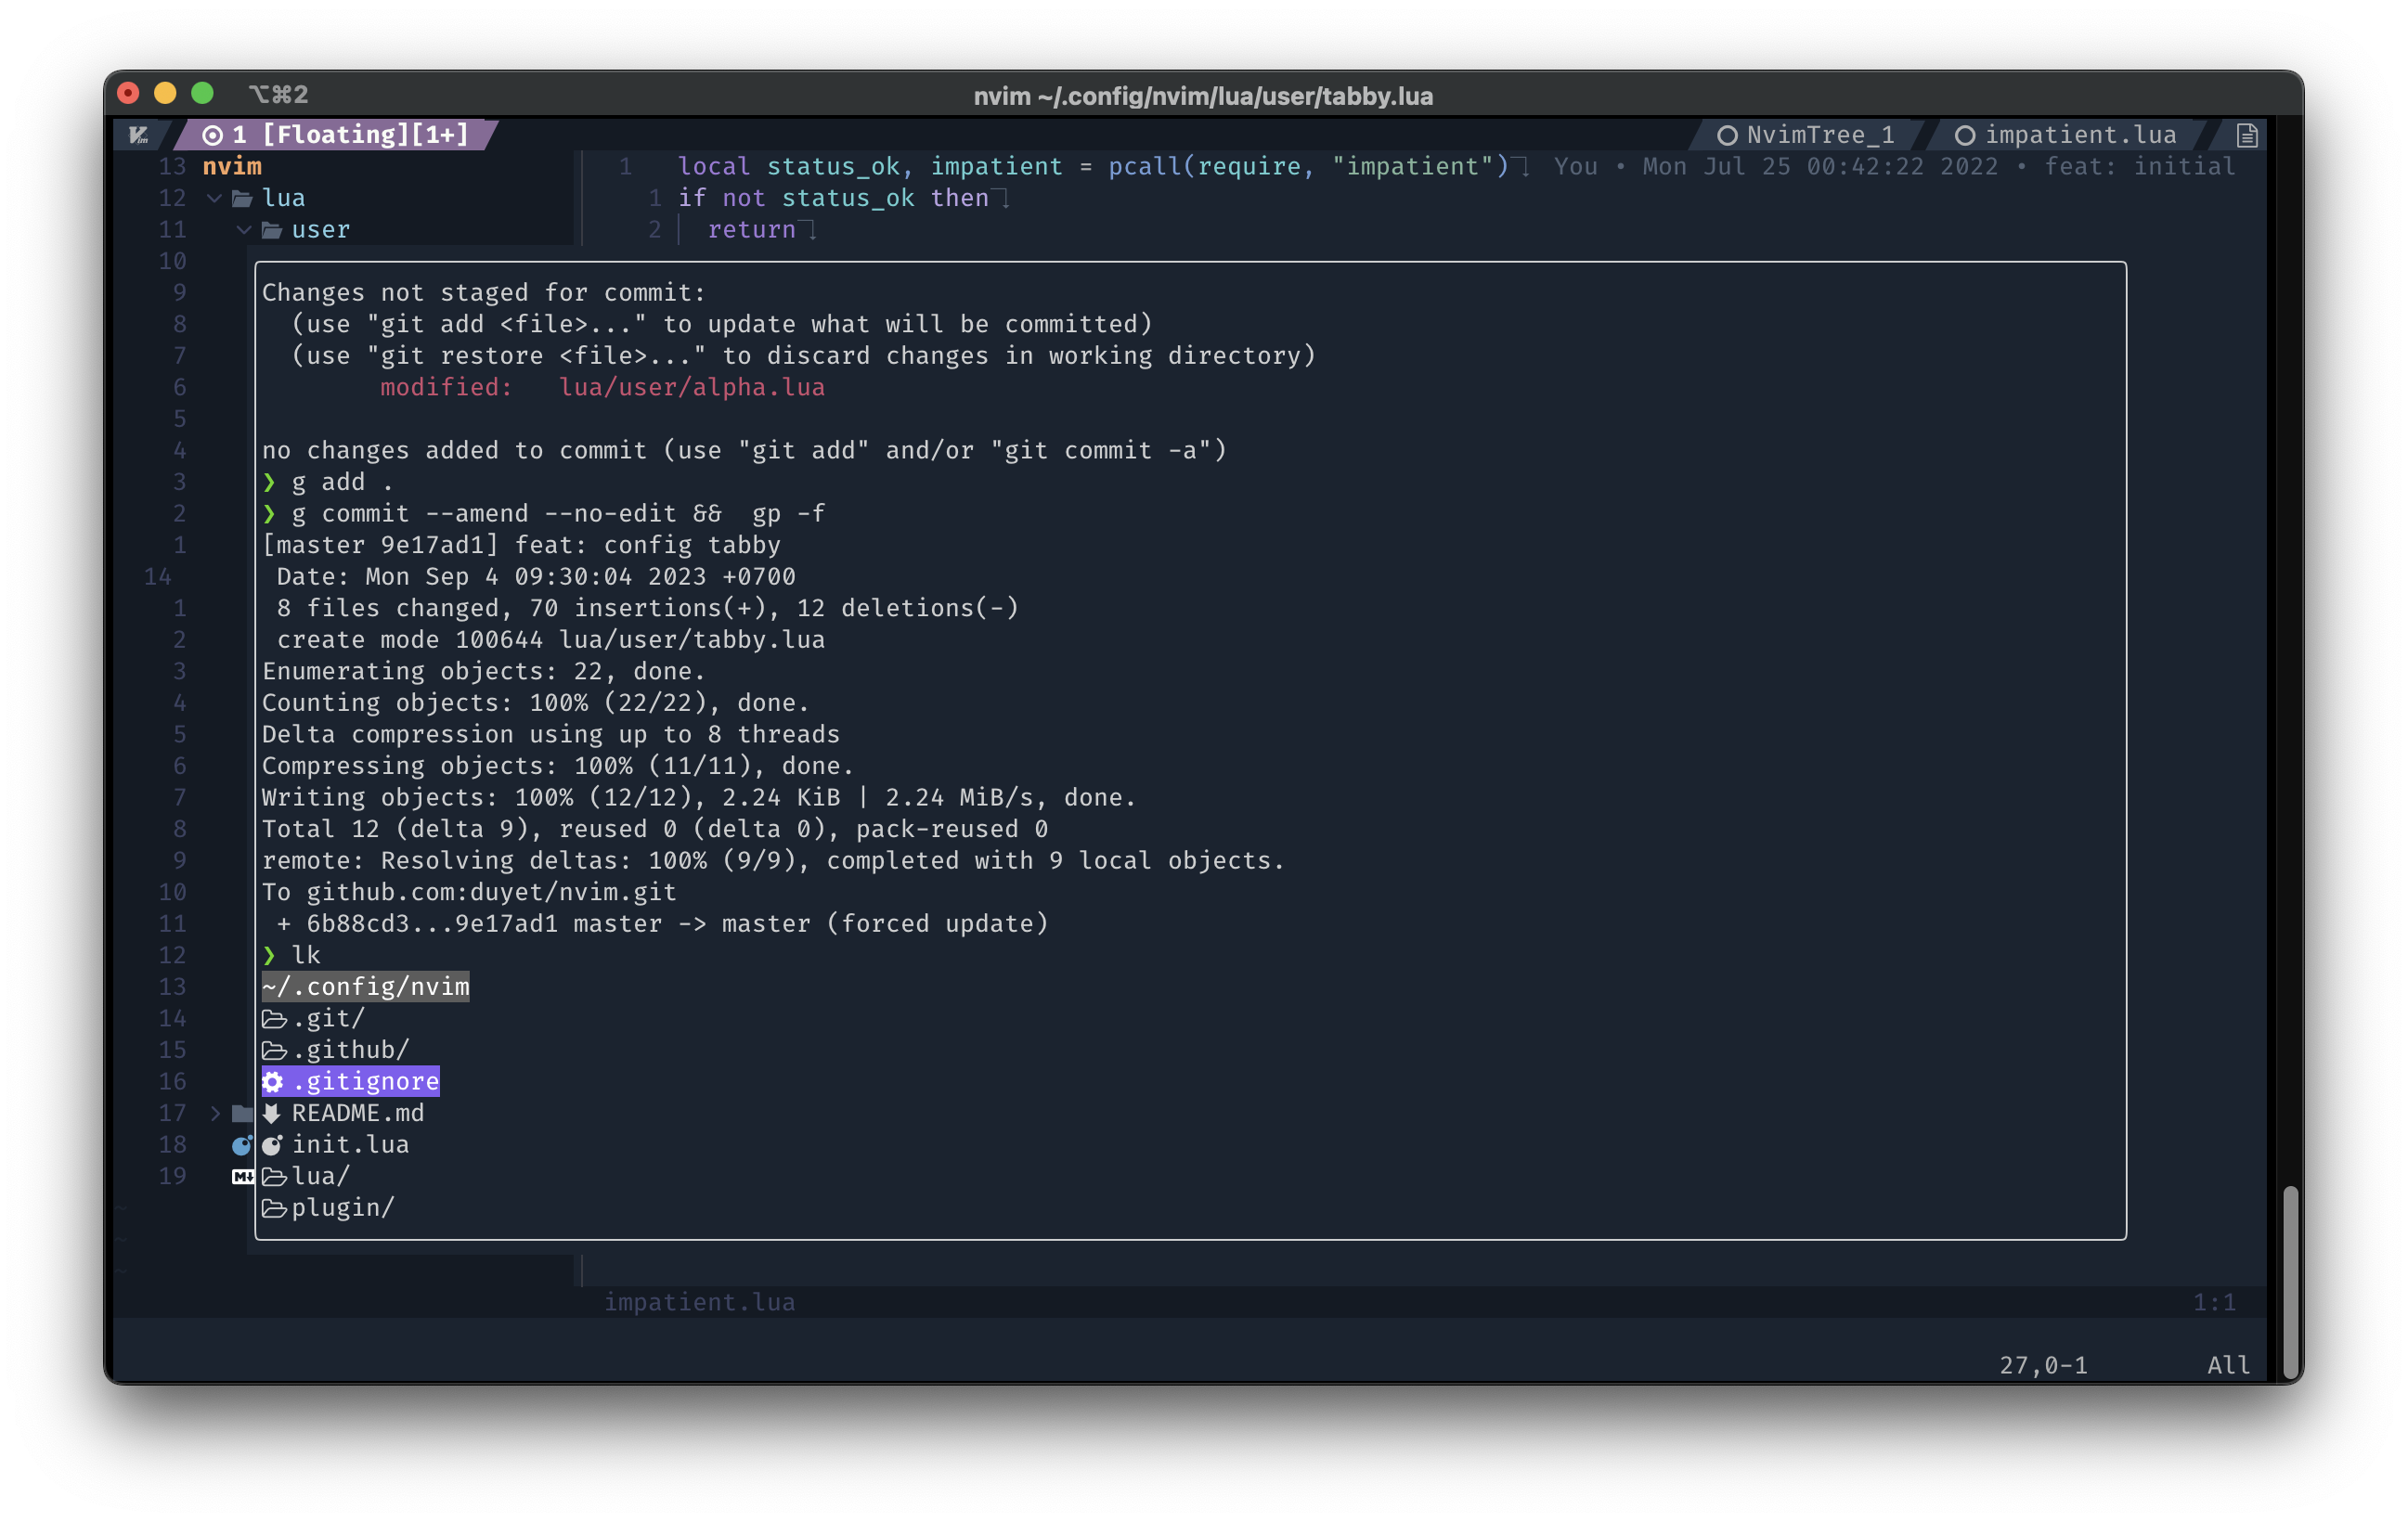 ⌥⌘2 nvim ~/.config/nvim/lua/user/tabby.lua
1 [Floating][1+] NvimTree_1 impatient.lua
13 nvim 1 local status_ok, impatient = pcall(require, "impatient") You • Mon Jul 25 00:42:22 2022 • feat: initial
12 lua 1 if not status_ok then
11 user 2 return
10
9 Changes not staged for commit:
8 (use "git add <file>..." to update what will be committed)
7 (use "git restore <file>..." to discard changes in working directory)
6 modified: lua/user/alpha.lua
5
4 no changes added to commit (use "git add" and/or "git commit -a")
3 ❯ g add .
2 ❯ g commit --amend --no-edit && gp -f
1 [master 9e17ad1] feat: config tabby
14 Date: Mon Sep 4 09:30:04 2023 +0700
1 8 files changed, 70 insertions(+), 12 deletions(-)
2 create mode 100644 lua/user/tabby.lua
3 Enumerating objects: 22, done.
4 Counting objects: 100% (22/22), done.
5 Delta compression using up to 8 threads
6 Compressing objects: 100% (11/11), done.
7 Writing objects: 100% (12/12), 2.24 KiB | 2.24 MiB/s, done.
8 Total 12 (delta 9), reused 0 (delta 0), pack-reused 0
9 remote: Resolving deltas: 100% (9/9), completed with 9 local objects.
10 To github.com:duyet/nvim.git
11 + 6b88cd3...9e17ad1 master -> master (forced update)
12 ❯ lk
13 ~/.config/nvim
14 .git/
15 .github/
16 .gitignore
17 README.md
18 init.lua
19 M↓ lua/
~ plugin/
~
~
impatient.lua 1:1
27,0-1 All